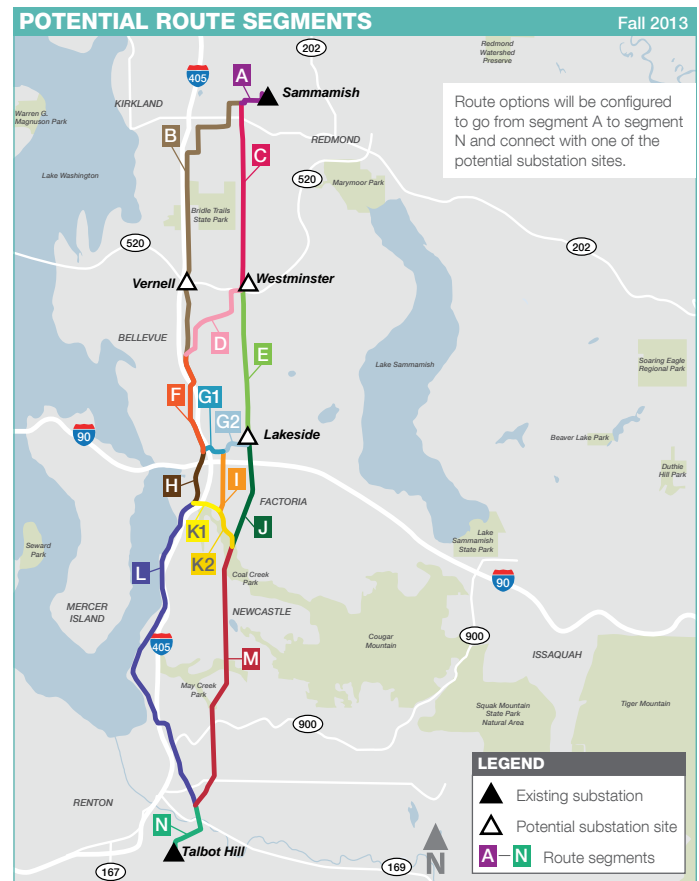 POTENTIAL ROUTE SEGMENTS
Fall 2013
202
Redmond
Watershed
Preserve
405
A
Sammamish
KIRKLAND
Route options will be configured
to go from segment A to segment
N and connect with one of the
potential substation sites.
Warren G.
Magnuson Park
B
REDMOND
C
Lake Washington
520
Marymoor Park
Bridle Trails
State Park
520
202
Vernell
Westminster
BELLEVUE
D
E
Lake Sammamish
Soaring Eagle
Regional Park
F
G1
G2
90
Lakeside
Beaver Lake Park
Duthie
Hill Park
H
I
FACTORIA
J
K1
Lake
Sammamish
State Park
Seward
Park
K2
L
Coal Creek
Park
90
MERCER
ISLAND
NEWCASTLE
900
405
Cougar
Mountain
ISSAQUAH
M
May Creek
Park
Squak Mountain
State Park
Natural Area
Tiger Mountain
900
LEGEND
Existing substation
Potential substation site
A–N Route segments
RENTON
N
Talbot Hill
167
169
N